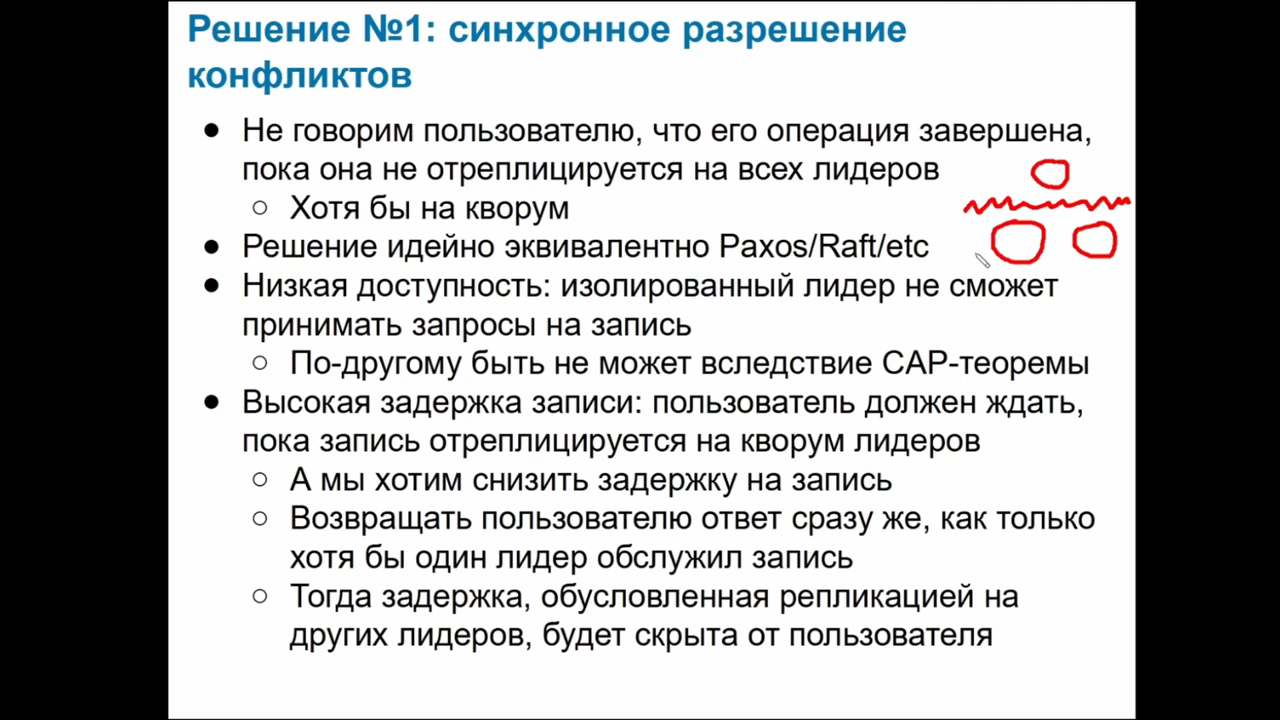 Решение №1: синхронное разрешение
конфликтов
● Не говорим пользователю, что его операция завершена,
пока она не отреплицируется на всех лидеров
○ Хотя бы на кворум
● Решение идейно эквивалентно Paxos/Raft/etc
● Низкая доступность: изолированный лидер не сможет
принимать запросы на запись
○ По-другому быть не может вследствие CAP-теоремы
● Высокая задержка записи: пользователь должен ждать,
пока запись отреплицируется на кворум лидеров
○ А мы хотим снизить задержку на запись
○ Возвращать пользователю ответ сразу же, как только
хотя бы один лидер обслужил запись
○ Тогда задержка, обусловленная репликацией на
других лидеров, будет скрыта от пользователя